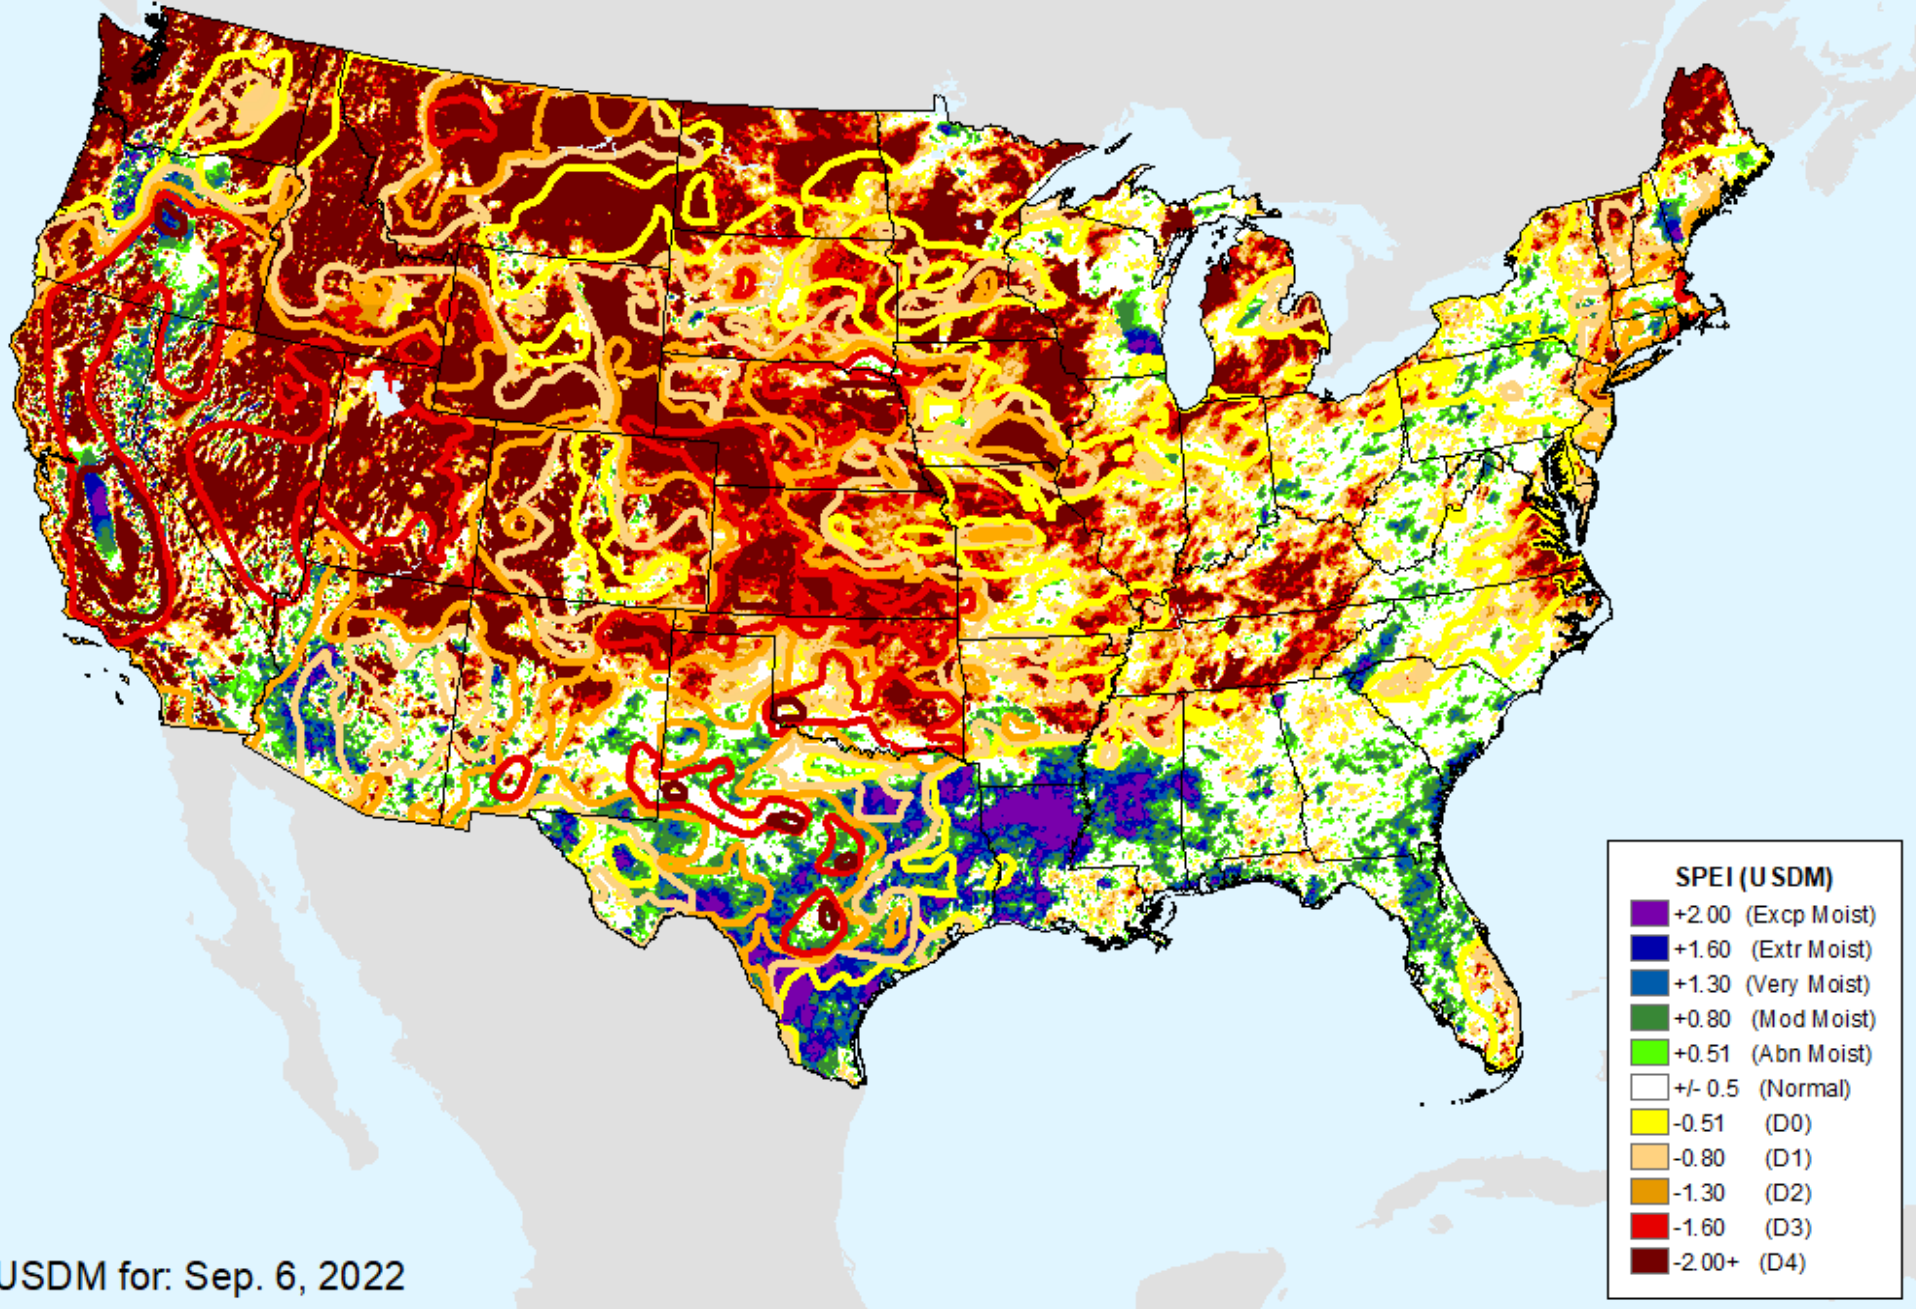 SPEI (USDM)
+2.00 (Excp Moist)
+1.60 (Extr Moist)
+1.30 (Very Moist)
+0.80 (Mod Moist)
+0.51 (Abn Moist)
+/- 0.5 (Normal)
-0.51 (D0)
-0.80 (D1)
-1.30 (D2)
-1.60 (D3)
-2.00+ (D4)
USDM for: Sep. 6, 2022